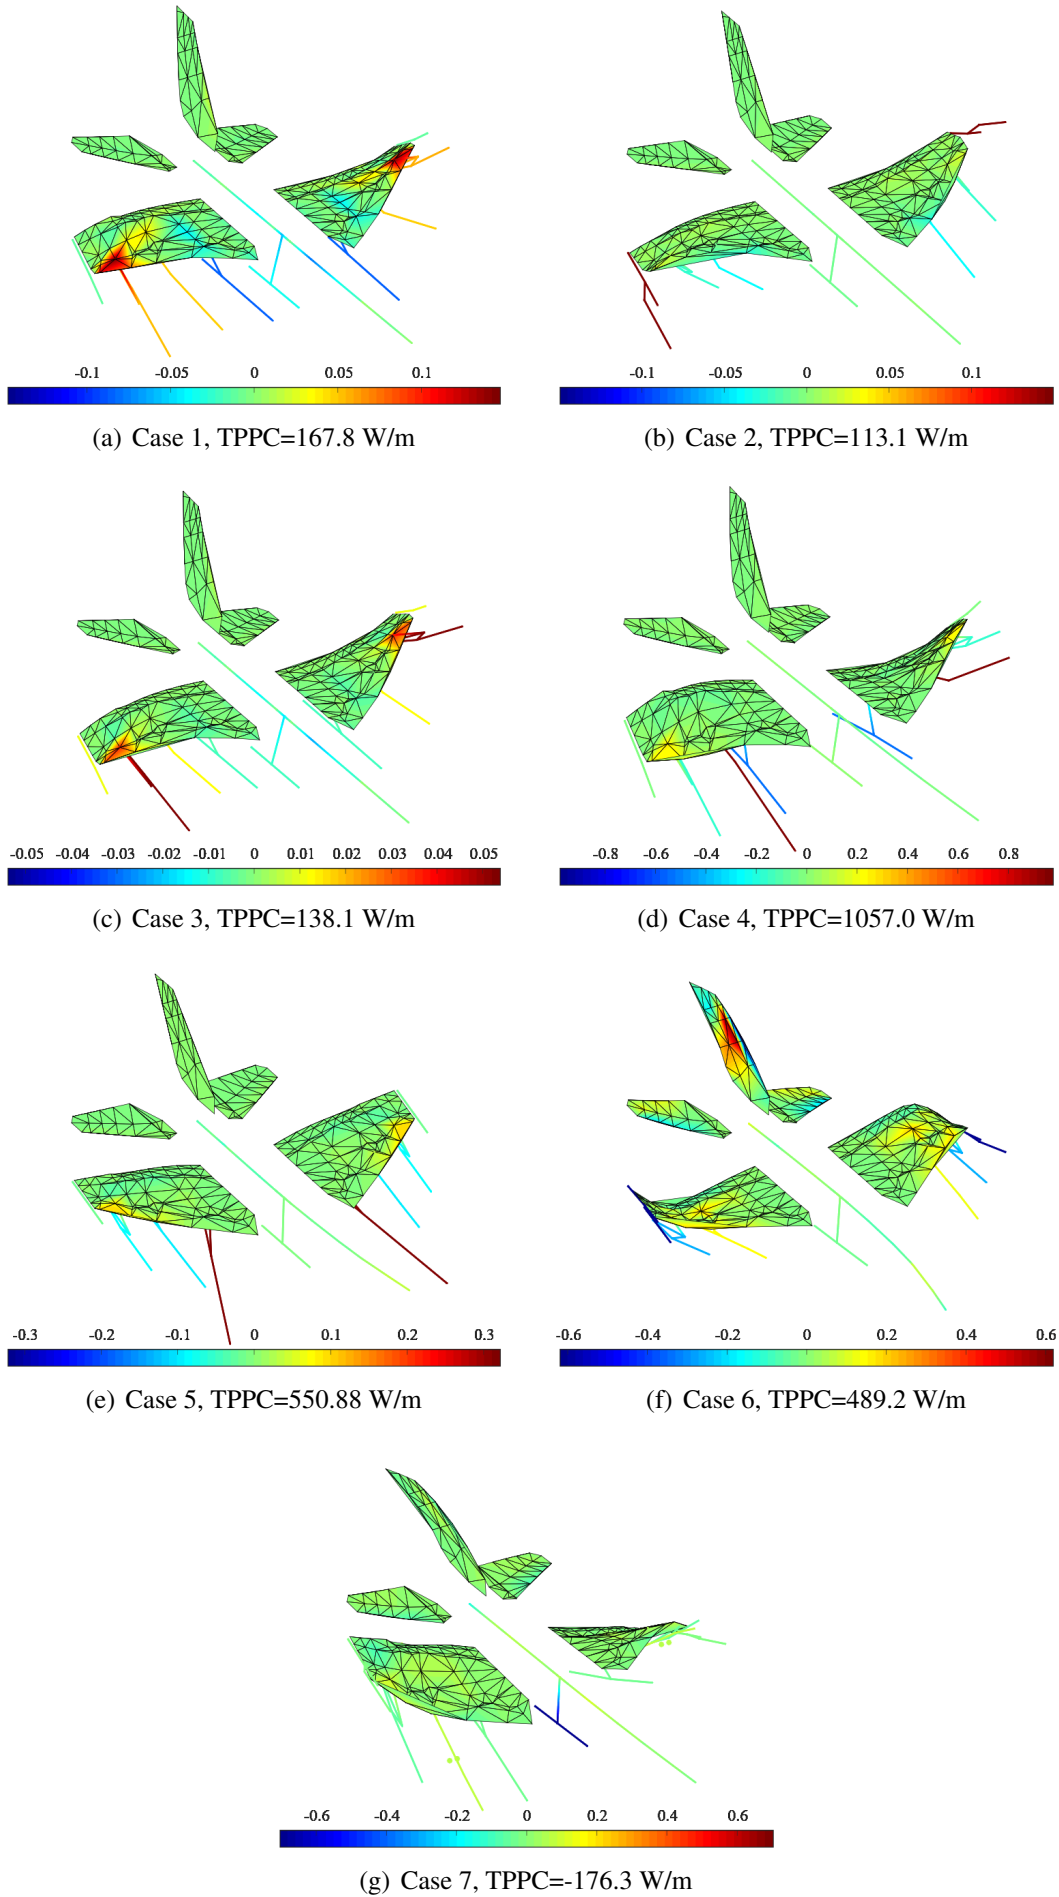 -0.1 -0.05 0 0.05 0.1
(a) Case 1, TPPC=167.8 W/m
-0.1 -0.05 0 0.05 0.1
(b) Case 2, TPPC=113.1 W/m
-0.05 -0.04 -0.03 -0.02 -0.01 0 0.01 0.02 0.03 0.04 0.05
(c) Case 3, TPPC=138.1 W/m
-0.8 -0.6 -0.4 -0.2 0 0.2 0.4 0.6 0.8
(d) Case 4, TPPC=1057.0 W/m
-0.3 -0.2 -0.1 0 0.1 0.2 0.3
(e) Case 5, TPPC=550.88 W/m
-0.6 -0.4 -0.2 0 0.2 0.4 0.6
(f) Case 6, TPPC=489.2 W/m
-0.6 -0.4 -0.2 0 0.2 0.4 0.6
(g) Case 7, TPPC=-176.3 W/m